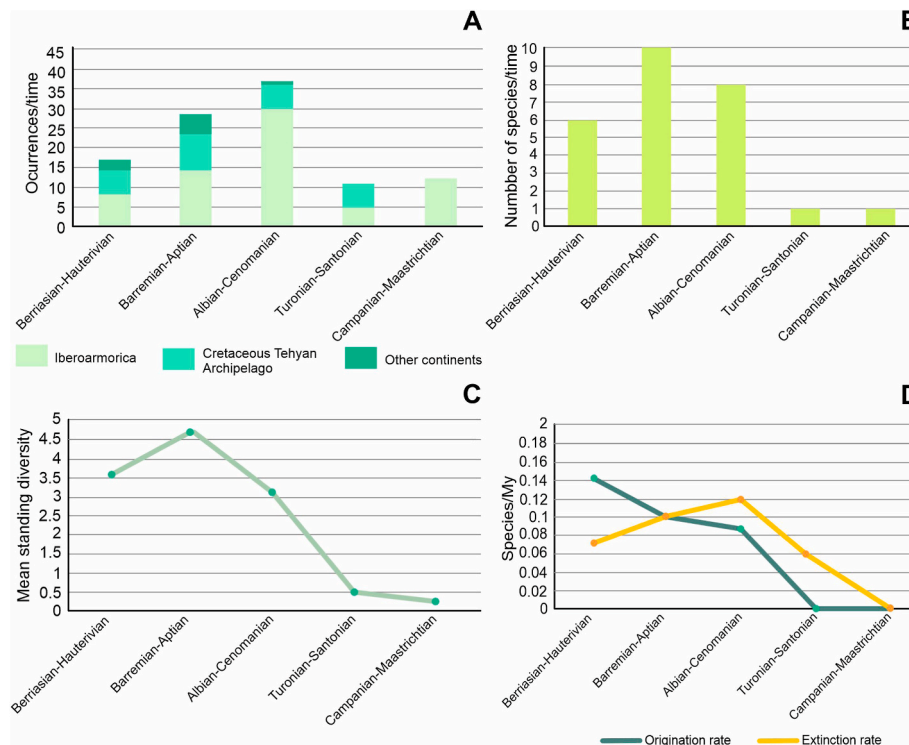 A
Ocurrences/time
45
40
35
30
25
20
15
10
5
0
Berriasian-Hauterivian
Barremian-Aptian
Albian-Cenomanian
Turonian-Santonian
Campanian-Maastrichtian
Iberoarmorica
Cretaceous Tehyan
Archipelago
Other continents
B
Numbber of species/time
10
9
8
7
6
5
4
3
2
1
0
Berriasian-Hauterivian
Barremian-Aptian
Albian-Cenomanian
Turonian-Santonian
Campanian-Maastrichtian
C
Mean standing diversity
5
4.5
4
3.5
3
2.5
2
1.5
0.5
0
Berriasian-Hauterivian
Barremian-Aptian
Albian-Cenomanian
Turonian-Santonian
Campanian-Maastrichtian
D
Species/My
2
0.18
0.16
0.14
0.12
0.1
0.08
0.06
0.04
0.02
0
Berriasian-Hauterivian
Barremian-Aptian
Albian-Cenomanian
Turonian-Santonian
Campanian-Maastrichtian
Origination rate
Extinction rate